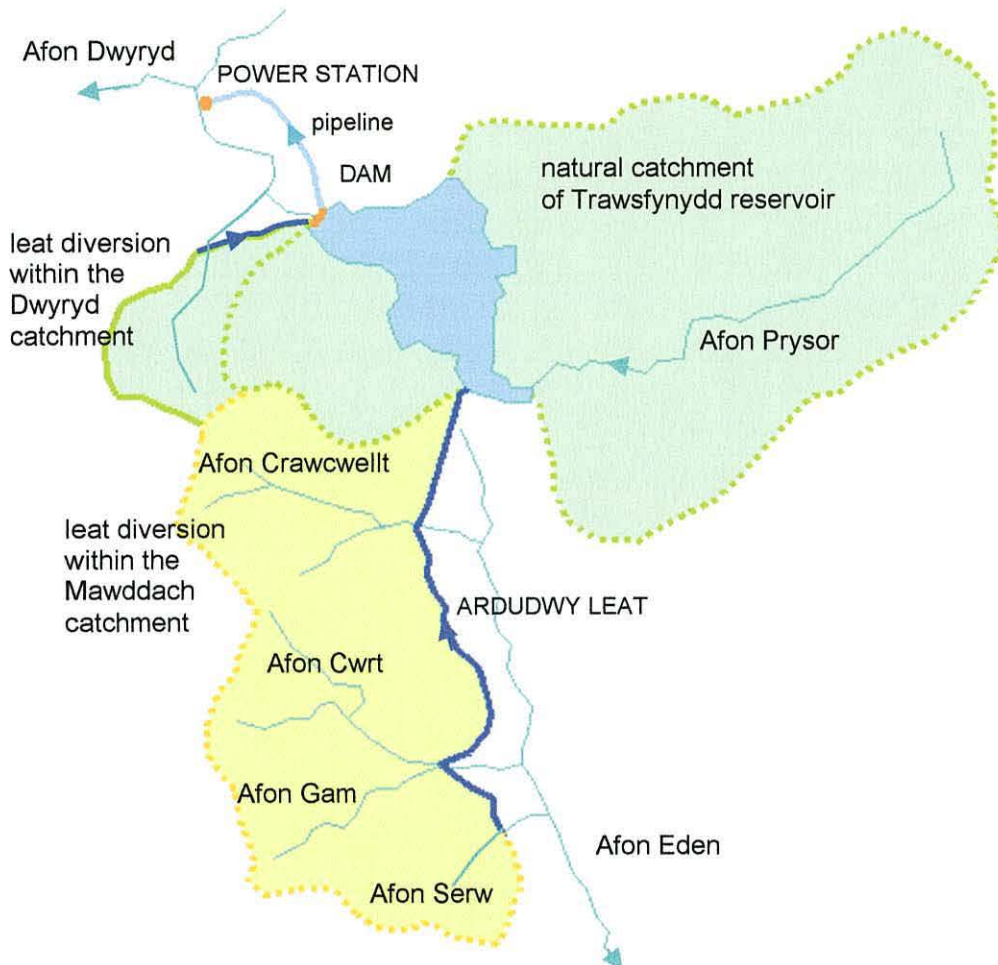 Afon Dwyryd
POWER STATION
pipeline
DAM
natural catchment
of Trawsfynydd reservoir
leat diversion
within the
Dwyryd
catchment
Afon Prysor
Afon Crawcwellt
leat diversion
within the
Mawddach
catchment
ARDUDWY LEAT
Afon Cwrt
Afon Gam
Afon Eden
Afon Serw